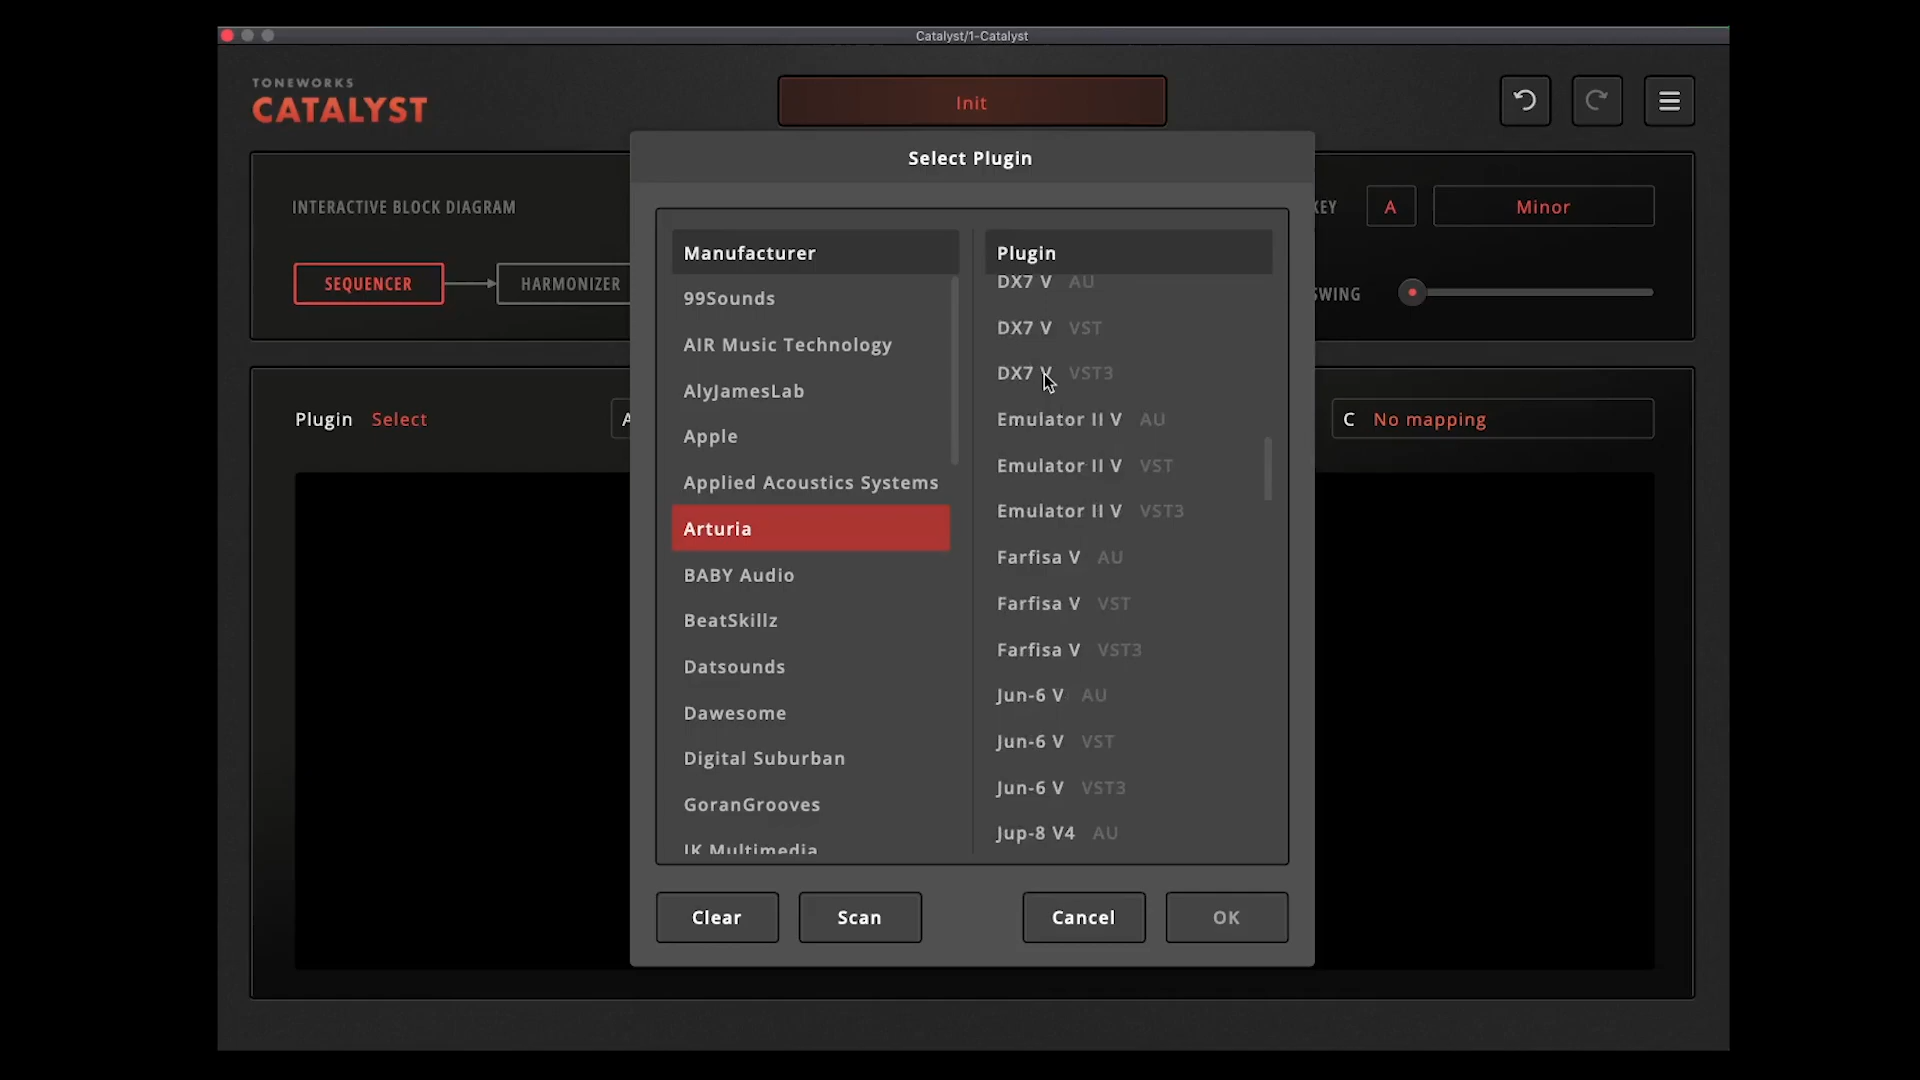 Catalyst/1-Catalyst
TONEWORKS
CATALYST
Init
Select Plugin
INTERACTIVE BLOCK DIAGRAM
KEY
A
Minor
SEQUENCER
HARMONIZER
SWING
Plugin Select
A
C No mapping
Manufacturer
99Sounds
AIR Music Technology
AlyJamesLab
Apple
Applied Acoustics Systems
Arturia
BABY Audio
BeatSkillz
Datsounds
Dawesome
Digital Suburban
GoranGrooves
IK Multimedia
Plugin
DX7 V AU
DX7 V VST
DX7 V VST3
Emulator II V AU
Emulator II V VST
Emulator II V VST3
Farfisa V AU
Farfisa V VST
Farfisa V VST3
Jun-6 V AU
Jun-6 V VST
Jun-6 V VST3
Jup-8 V4 AU
Clear
Scan
Cancel
OK